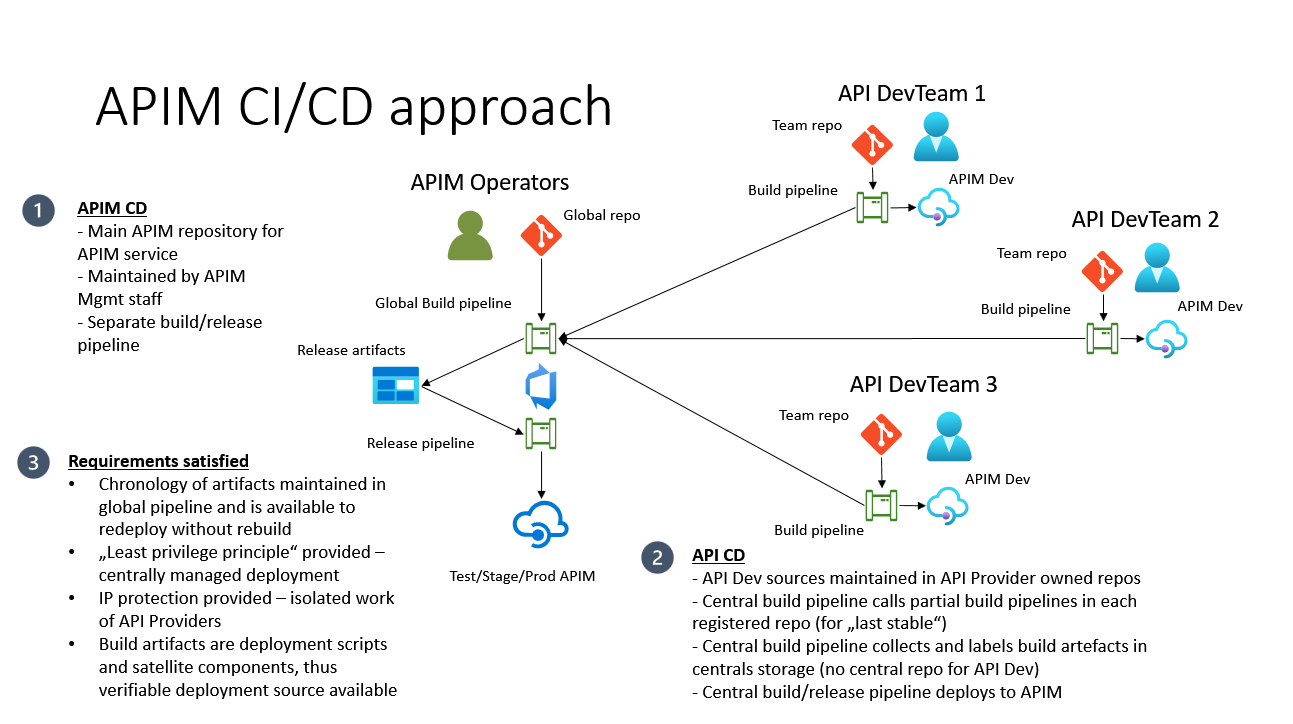 APIM CI/CD approach
1
APIM CD
- Main APIM repository for
APIM service
- Maintained by APIM
Mgmt staff
- Separate build/release
pipeline
APIM Operators
Global repo
Global Build pipeline
Release artifacts
Release pipeline
Test/Stage/Prod APIM
API DevTeam 1
Team repo
Build pipeline
APIM Dev
API DevTeam 2
Team repo
Build pipeline
APIM Dev
API DevTeam 3
Team repo
APIM Dev
Build pipeline
2
API CD
- API Dev sources maintained in API Provider owned repos
- Central build pipeline calls partial build pipelines in each
registered repo (for „last stable“)
- Central build pipeline collects and labels build artefacts in
centrals storage (no central repo for API Dev)
- Central build/release pipeline deploys to APIM
3
Requirements satisfied
• Chronology of artifacts maintained in
global pipeline and is available to
redeploy without rebuild
• „Least privilege principle“ provided –
centrally managed deployment
• IP protection provided – isolated work
of API Providers
• Build artifacts are deployment scripts
and satellite components, thus
verifiable deployment source available